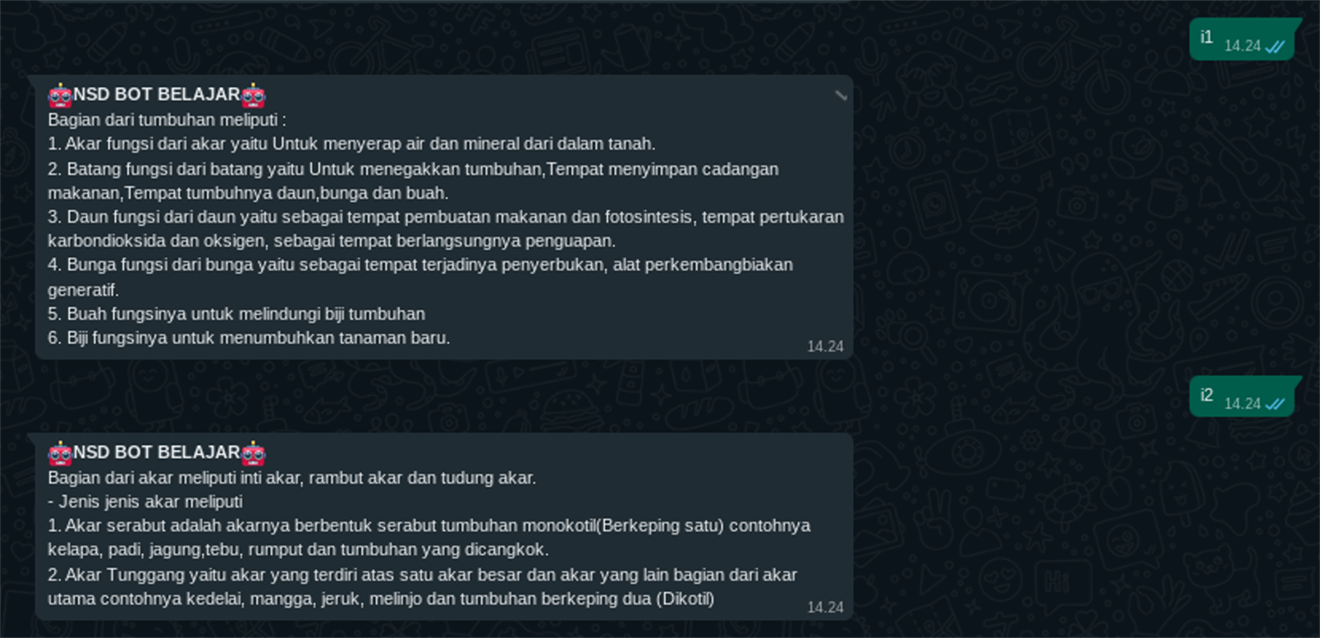 i1 14.24
🤖NSD BOT BELAJAR🤖
Bagian dari tumbuhan meliputi :
1. Akar fungsi dari akar yaitu Untuk menyerap air dan mineral dari dalam tanah.
2. Batang fungsi dari batang yaitu Untuk menegakkan tumbuhan,Tempat menyimpan cadangan
makanan,Tempat tumbuhnya daun,bunga dan buah.
3. Daun fungsi dari daun yaitu sebagai tempat pembuatan makanan dan fotosintesis, tempat pertukaran
karbondioksida dan oksigen, sebagai tempat berlangsungnya penguapan.
4. Bunga fungsi dari bunga yaitu sebagai tempat terjadinya penyerbukan, alat perkembangbiakan
generatif.
5. Buah fungsinya untuk melindungi biji tumbuhan
6. Biji fungsinya untuk menumbuhkan tanaman baru.
14.24
i2 14.24
🤖NSD BOT BELAJAR🤖
Bagian dari akar meliputi inti akar, rambut akar dan tudung akar.
- Jenis jenis akar meliputi
1. Akar serabut adalah akarnya berbentuk serabut tumbuhan monokotil(Berkeping satu) contohnya
kelapa, padi, jagung,tebu, rumput dan tumbuhan yang dicangkok.
2. Akar Tunggang yaitu akar yang terdiri atas satu akar besar dan akar yang lain bagian dari akar
utama contohnya kedelai, mangga, jeruk, melinjo dan tumbuhan berkeping dua (Dikotil)
14.24